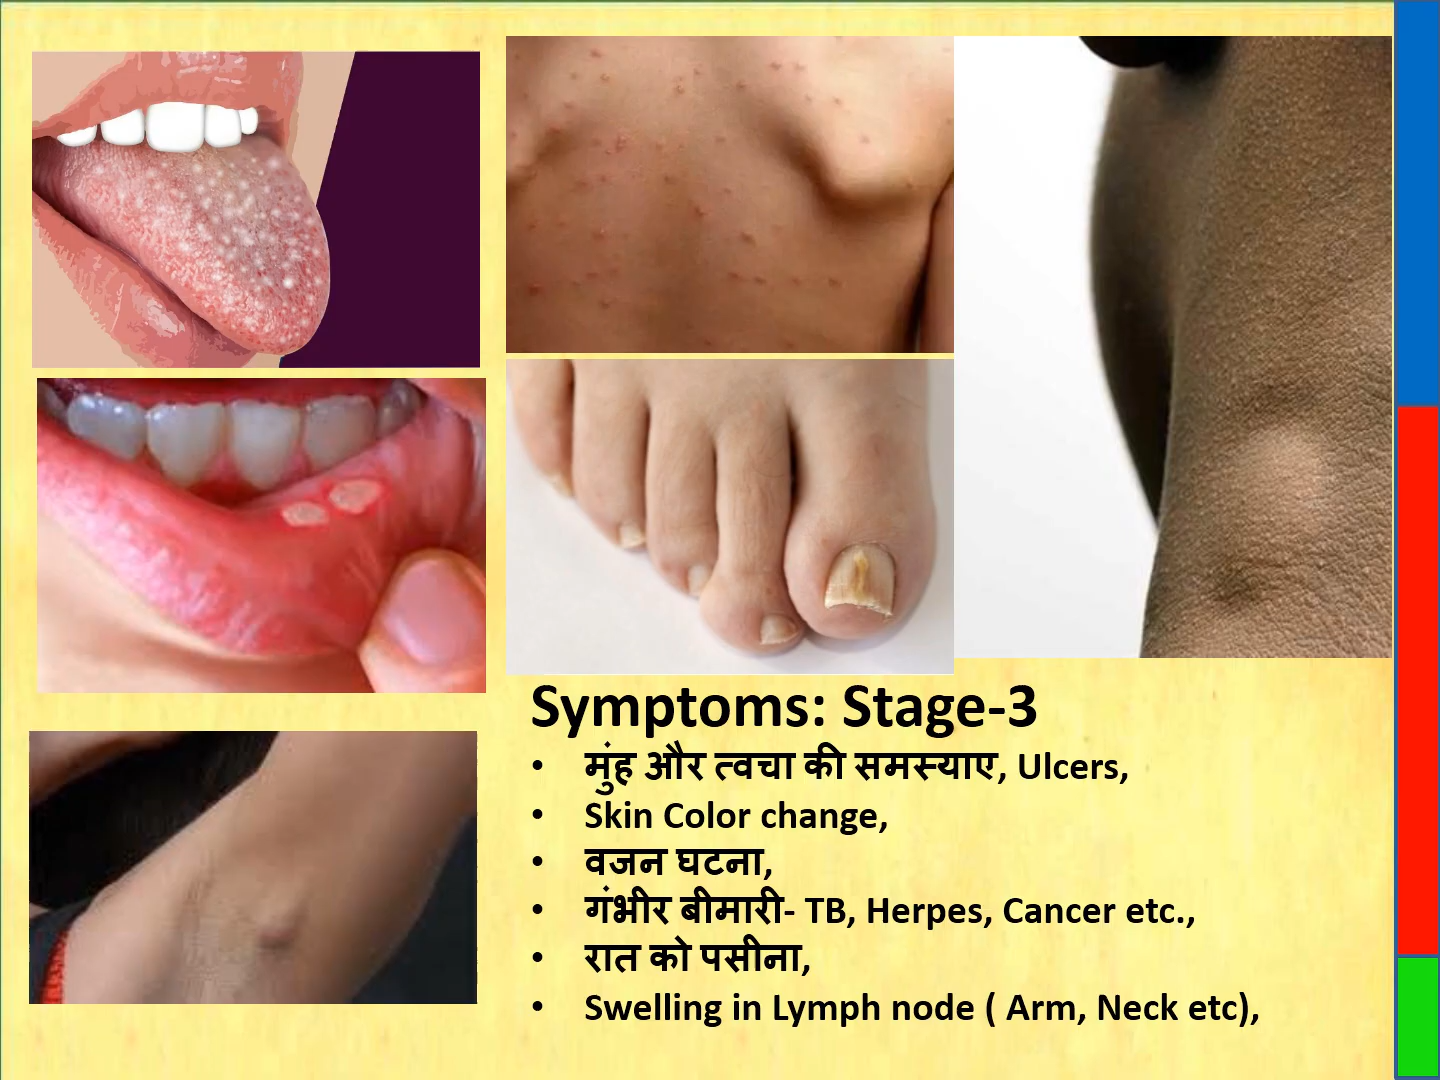 Symptoms: Stage-3
• मुंह और त्वचा की समस्याए, Ulcers,
• Skin Color change,
• वजन घटना,
• गंभीर बीमारी- TB, Herpes, Cancer etc.,
• रात को पसीना,
• Swelling in Lymph node ( Arm, Neck etc),